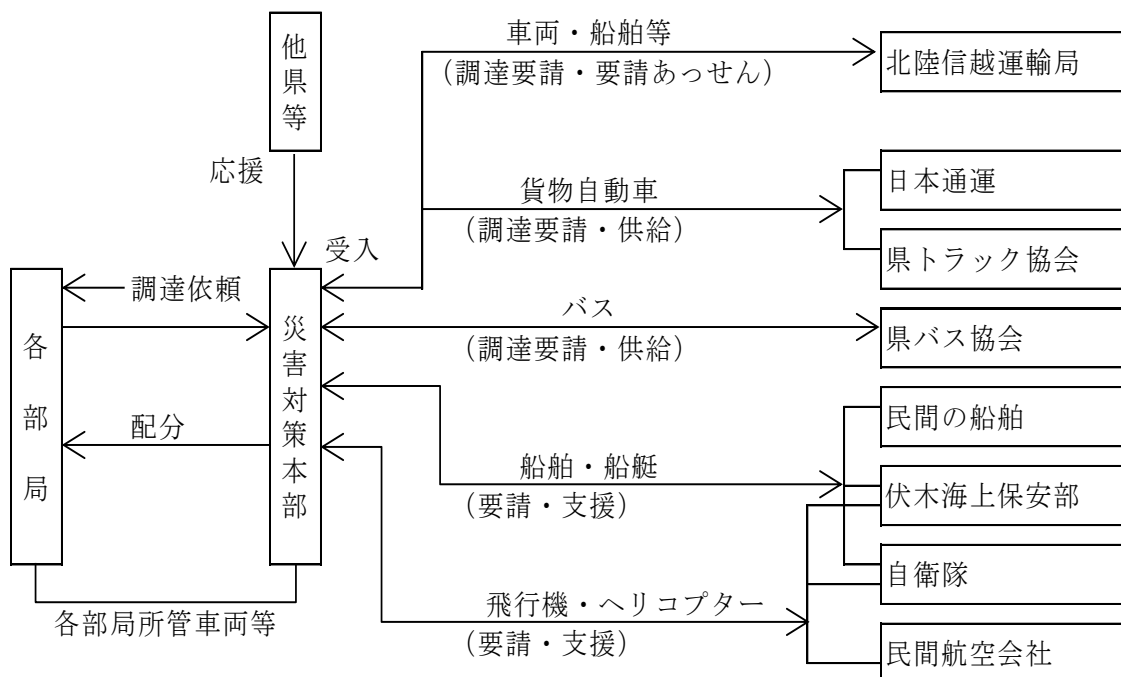 他県等
車両・船舶等
(調達要請・要請あっせん)
北陸信越運輸局
応援
貨物自動車
(調達要請・供給)
日本通運
県トラック協会
受入
調達依頼
各部局
災害対策本部
バス
(調達要請・供給)
県バス協会
配分
船舶・船艇
(要請・支援)
民間の船舶
伏木海上保安部
自衛隊
飛行機・ヘリコプター
(要請・支援)
民間航空会社
各部局所管車両等